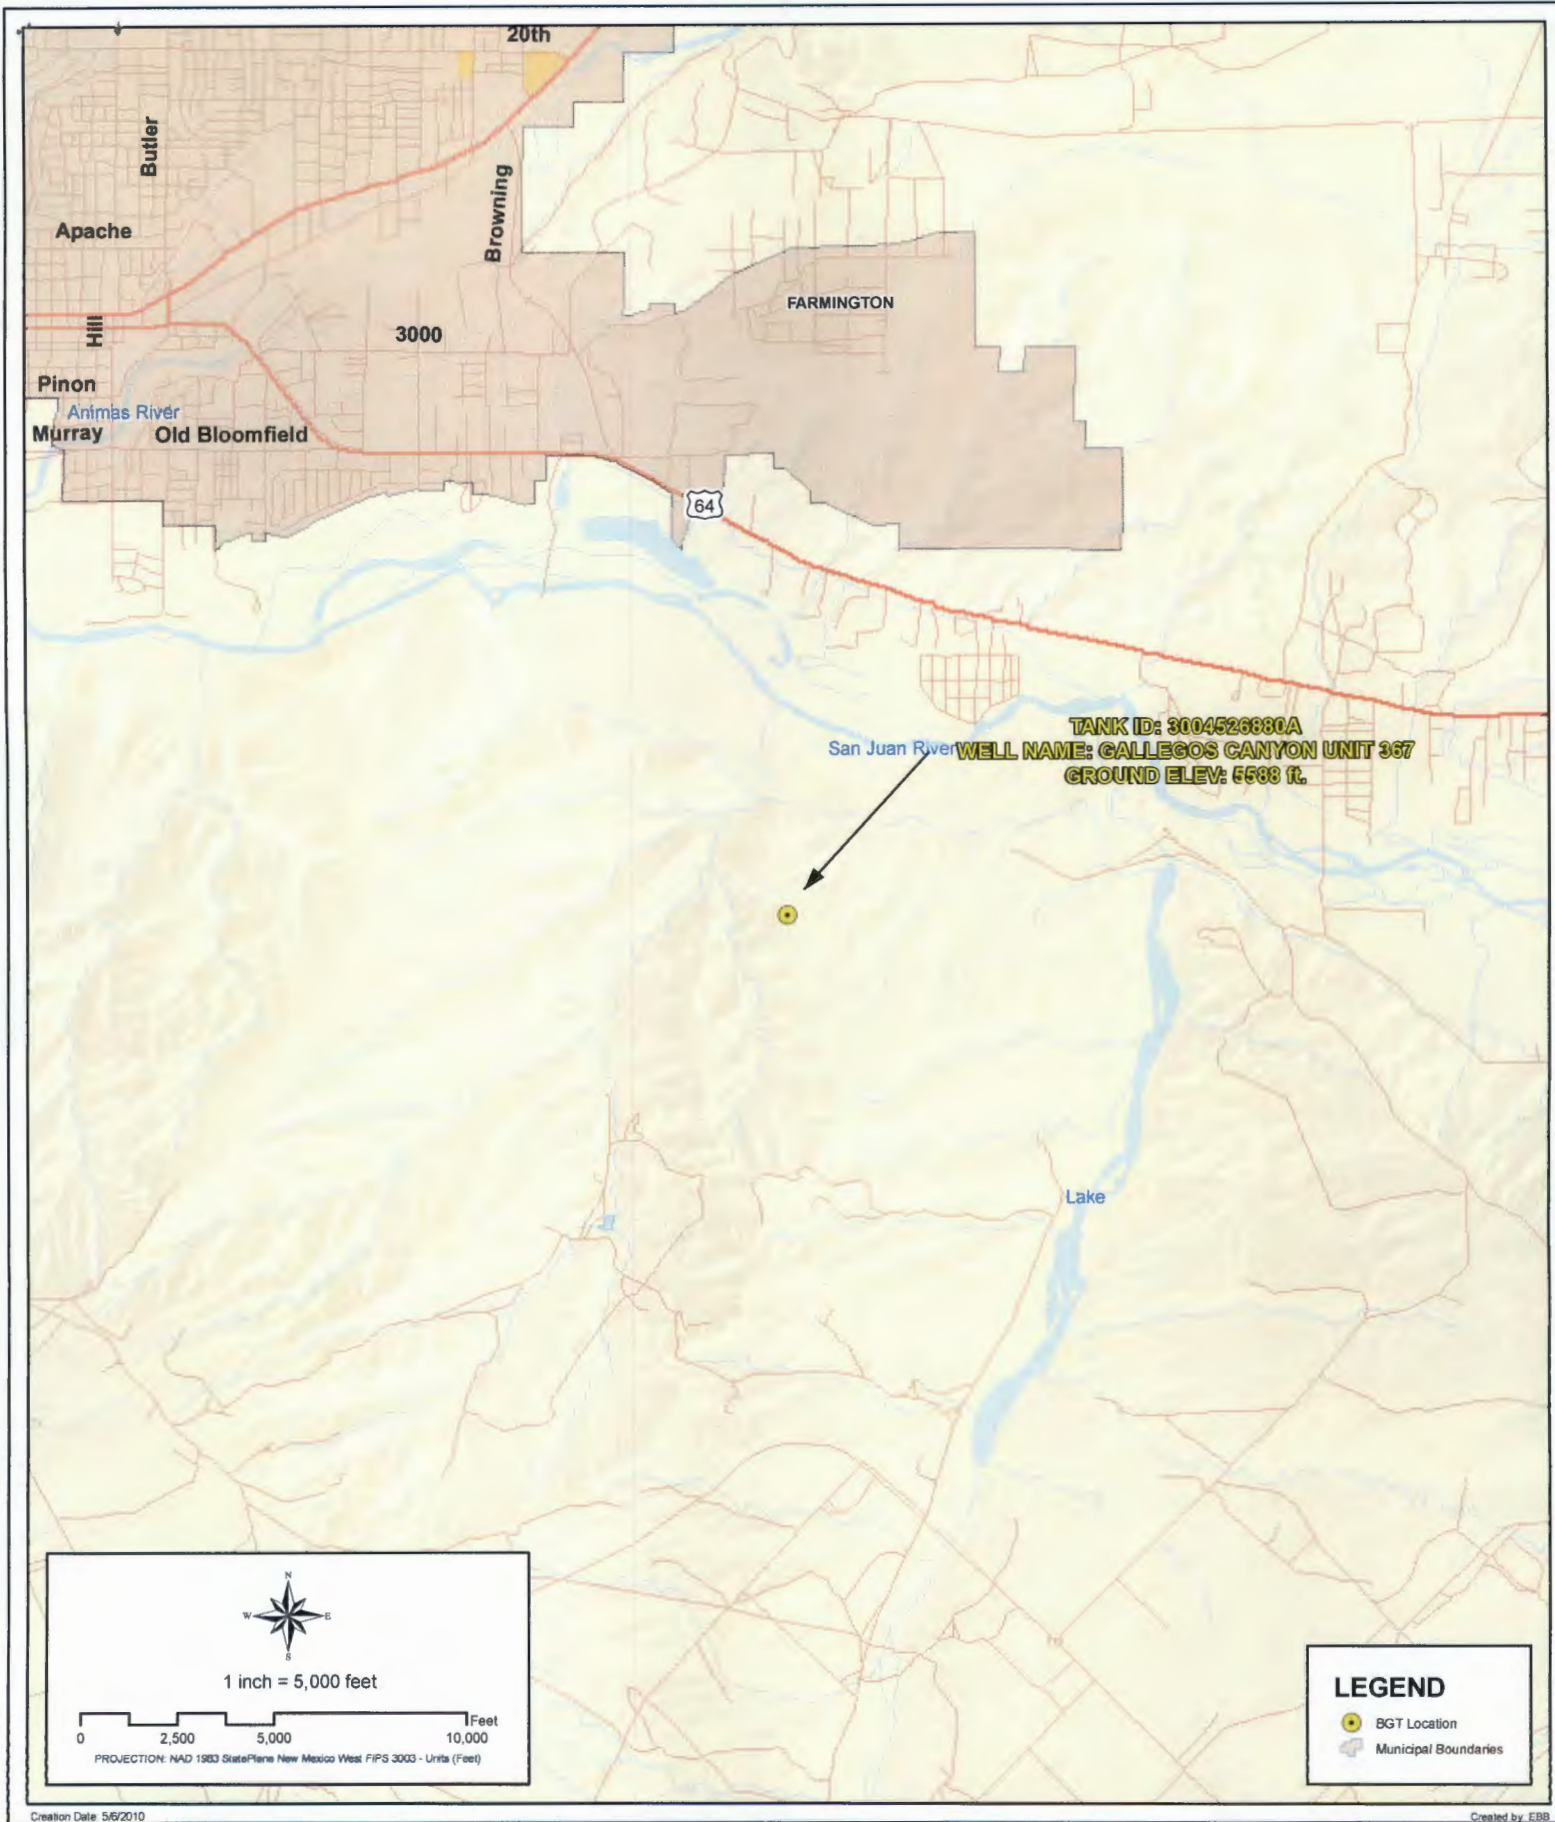 20th
Butler
Browning
Apache
FARMINGTON
Hill
3000
Pinon
Animas River
Murray
Old Bloomfield
64
TANK ID: 3004526880A
San Juan River
WELL NAME: GALLEGOS CANYON UNIT 367
GROUND ELEV: 5588 ft.
Lake
N
W
E
S
1 inch = 5,000 feet
Feet
0 2,500 5,000 10,000
PROJECTION: NAD 1983 StatePlane New Mexico West FIPS 3003 - Units (Feet)
LEGEND
BGT Location
Municipal Boundaries
Creation Date: 5/6/2010
Created by: EBB